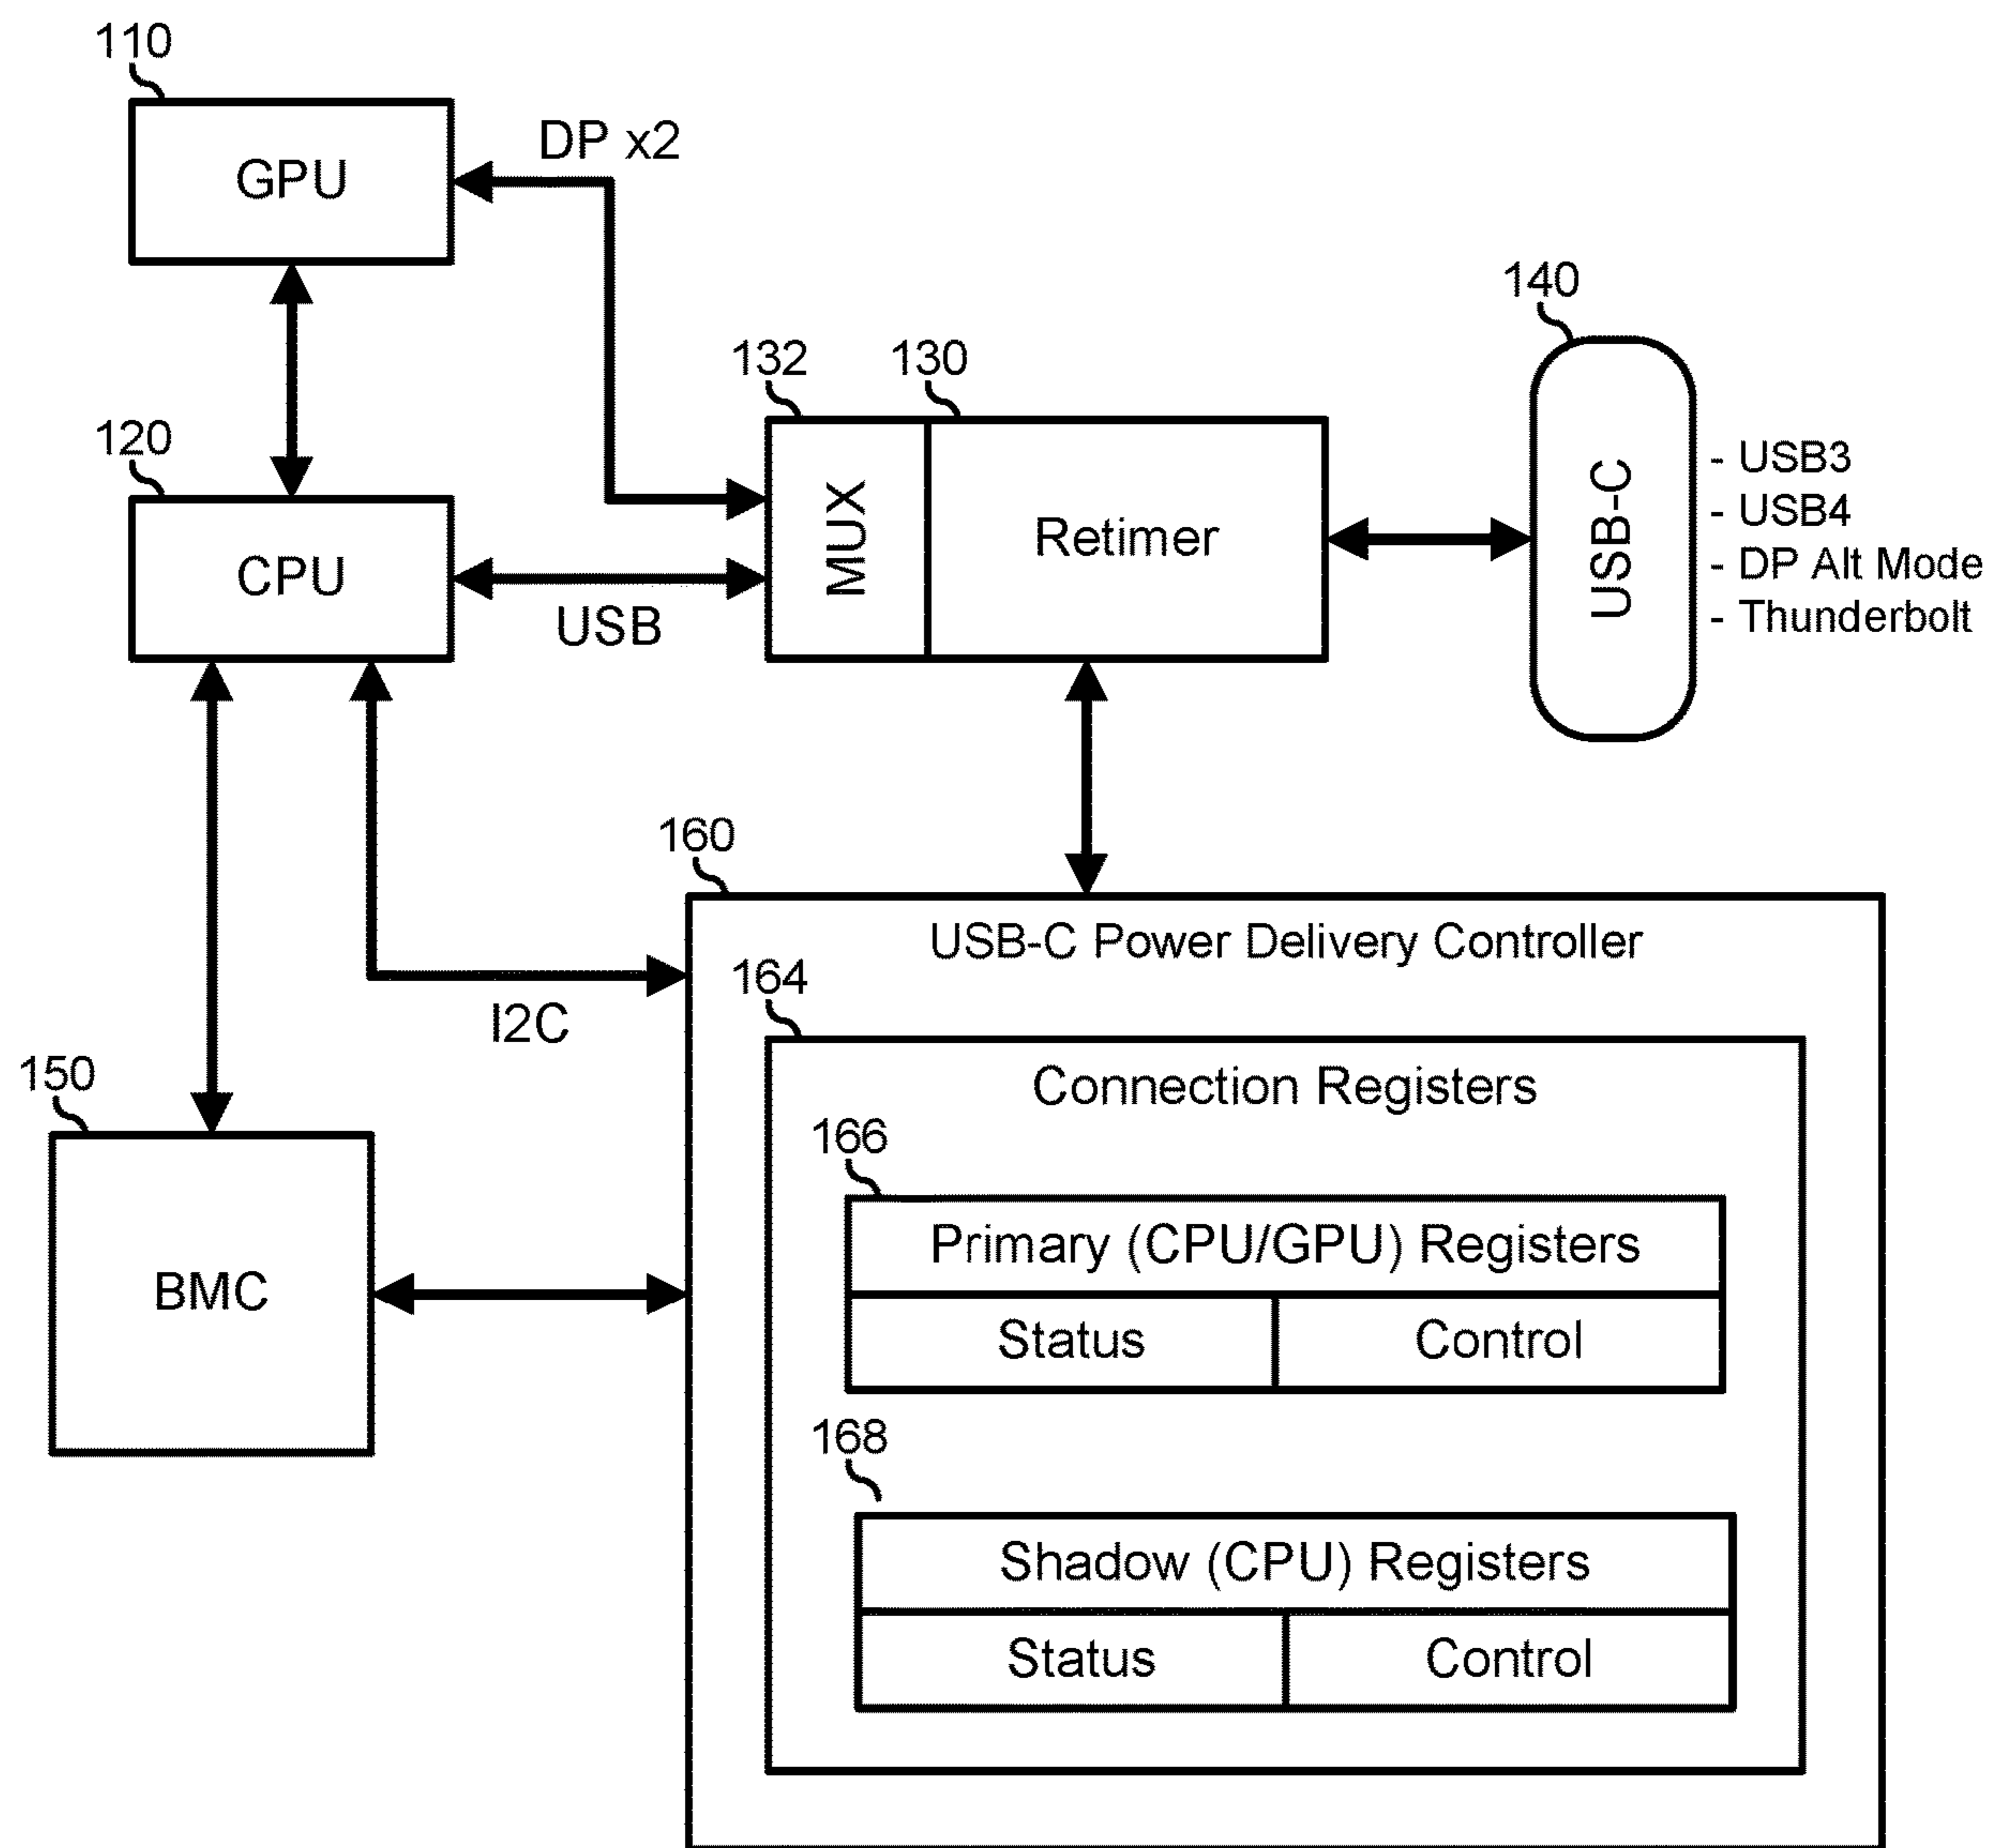 110
GPU
DP x2
120
CPU
USB
132
130
MUX
Retimer
140
USB-C
- USB3
- USB4
- DP Alt Mode
- Thunderbolt
I2C
150
BMC
160
USB-C Power Delivery Controller
164
Connection Registers
166
Primary (CPU/GPU) Registers
Status
Control
168
Shadow (CPU) Registers
Status
Control